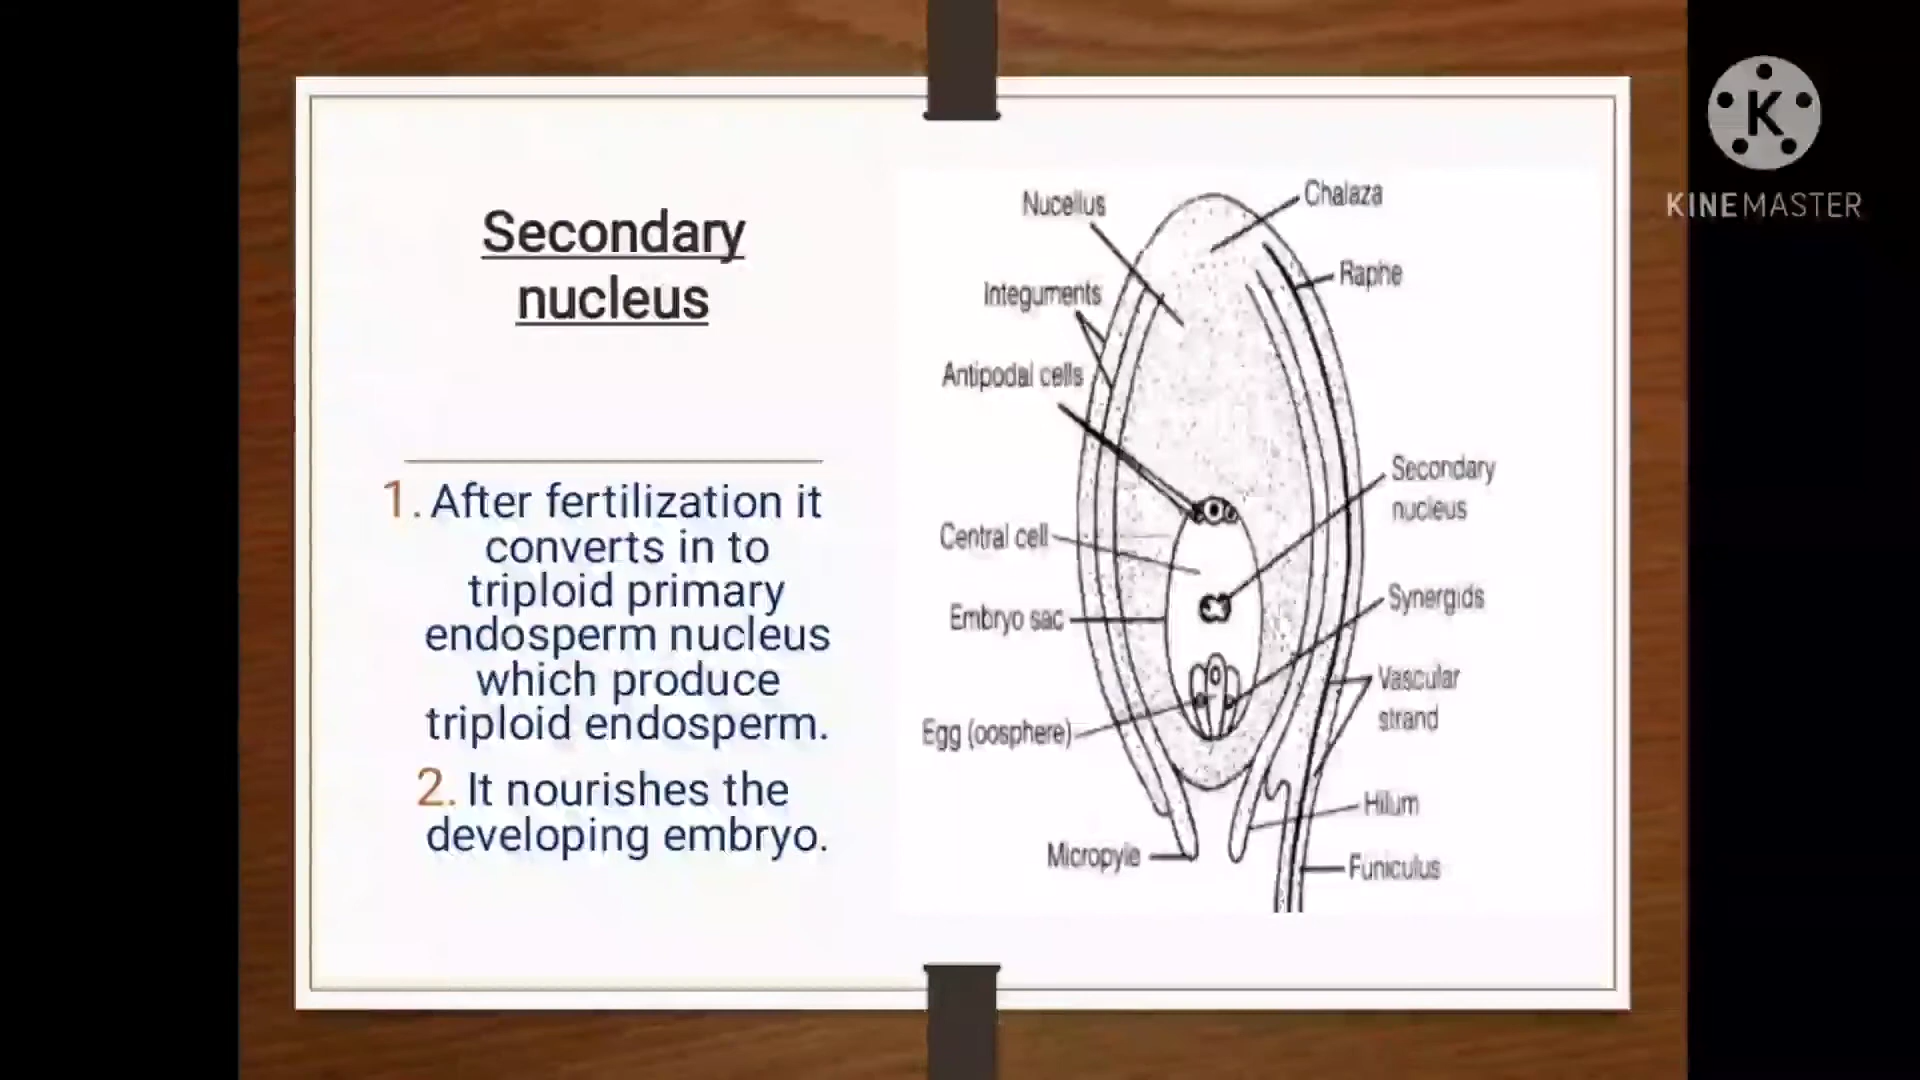 Secondary
nucleus
1. After fertilization it
converts in to
triploid primary
endosperm nucleus
which produce
triploid endosperm.
2. It nourishes the
developing embryo.
Nucellus
Chalaza
Raphe
Integuments
Antipodal cells
Secondary
nucleus
Central cell
Synergids
Embryo sac
Vascular
strand
Egg (oosphere)
Hilum
Micropyle
Funiculus
K
KINEMASTER